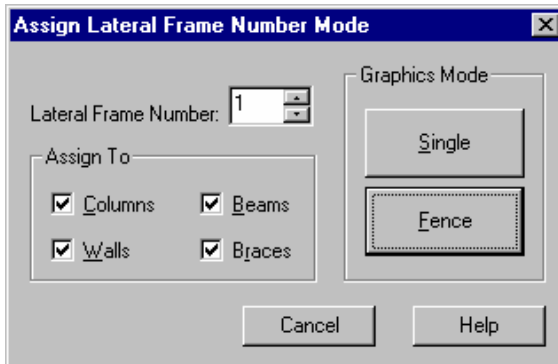 Assign Lateral Frame Number Mode
Lateral Frame Number: 1
Assign To
Columns Beams
Walls Braces
Graphics Mode
Single
Fence
Cancel Help